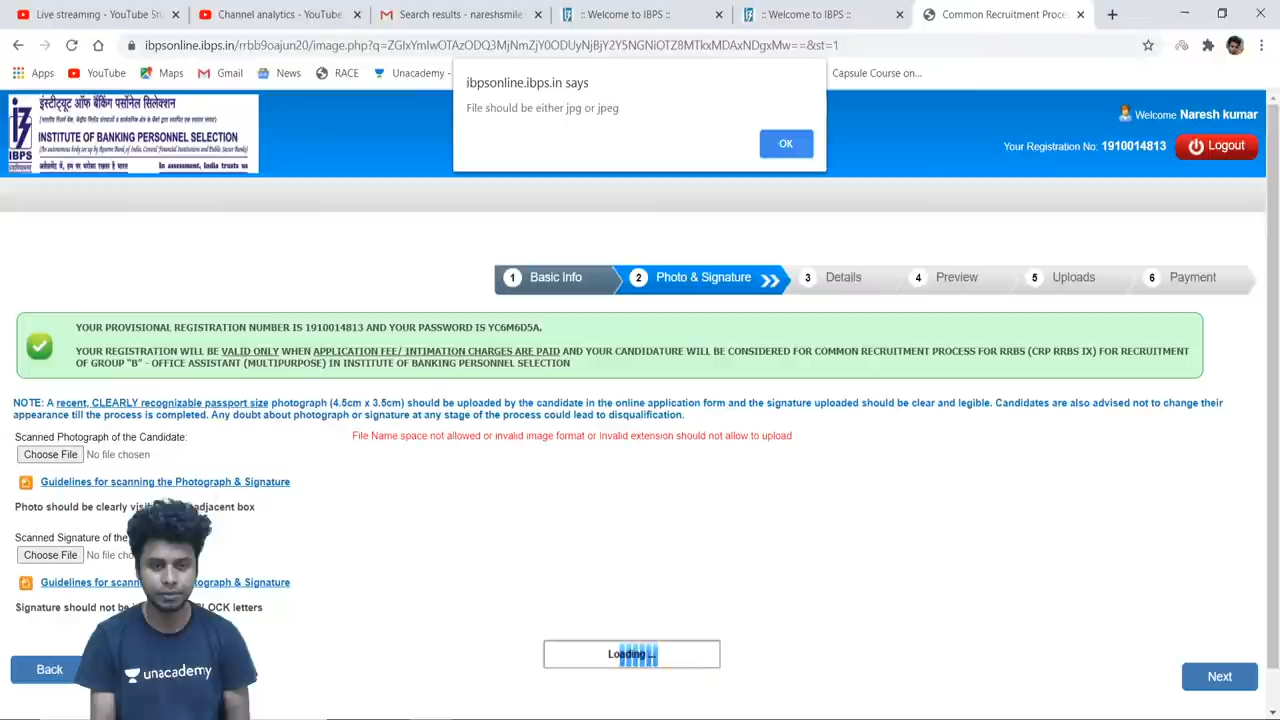 Live streaming - YouTube St
Channel analytics - YouTube
Search results - nareshsmile
:: Welcome to IBPS ::
:: Welcome to IBPS ::
Common Recruitment Proce
Apps
YouTube
Maps
Gmail
News
RACE
Unacademy -
Capsule Course on...
ibpsonline.ibps.in says
File should be either jpg or jpeg
OK
इंस्टीट्यूट ऑफ बैंकिंग पर्सोनेल सिलेक्शन
INSTITUTE OF BANKING PERSONNEL SELECTION
IBPS
In assessment, India trusts us
Welcome Naresh kumar
Your Registration No: 1910014813
Logout
1 Basic Info
2 Photo & Signature
3 Details
4 Preview
5 Uploads
6 Payment
YOUR PROVISIONAL REGISTRATION NUMBER IS 1910014813 AND YOUR PASSWORD IS YC6M6D5A.
YOUR REGISTRATION WILL BE VALID ONLY WHEN APPLICATION FEE/ INTIMATION CHARGES ARE PAID AND YOUR CANDIDATURE WILL BE CONSIDERED FOR COMMON RECRUITMENT PROCESS FOR RRBS (CRP RRBS IX) FOR RECRUITMENT
OF GROUP "B" - OFFICE ASSISTANT (MULTIPURPOSE) IN INSTITUTE OF BANKING PERSONNEL SELECTION
NOTE: A recent, CLEARLY recognizable passport size photograph (4.5cm x 3.5cm) should be uploaded by the candidate in the online application form and the signature uploaded should be clear and legible. Candidates are also advised not to change their
appearance till the process is completed. Any doubt about photograph or signature at any stage of the process could lead to disqualification.
Scanned Photograph of the Candidate:
File Name space not allowed or invalid image format or Invalid extension should not allow to upload
Choose File No file chosen
Guidelines for scanning the Photograph & Signature
Photo should be clearly visi adjacent box
Scanned Signature of the
Choose File No file cho
Guidelines for scann tograph & Signature
Signature should not be OCK letters
Loading ...
Back
unacademy
Next